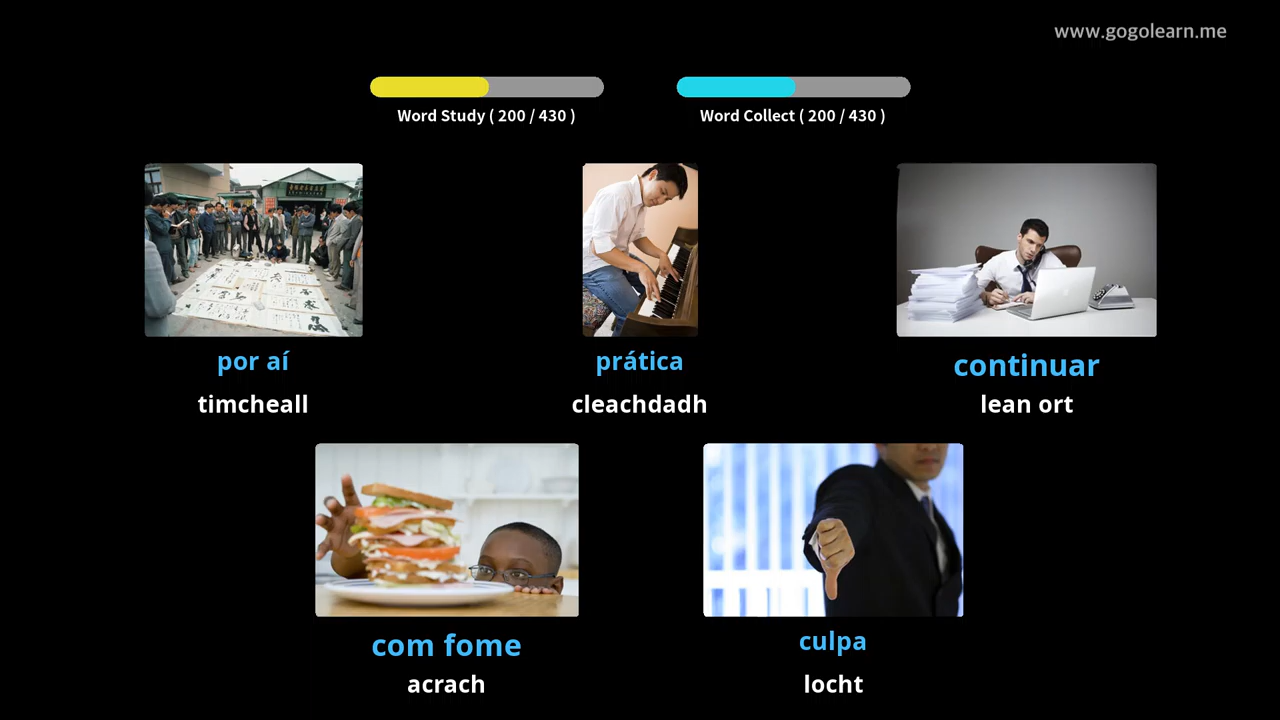 www.gogolearn.me
Word Study ( 200 / 430 )
Word Collect ( 200 / 430 )
por aí
prática
continuar
timcheall
cleachdadh
lean ort
com fome
culpa
acrach
locht